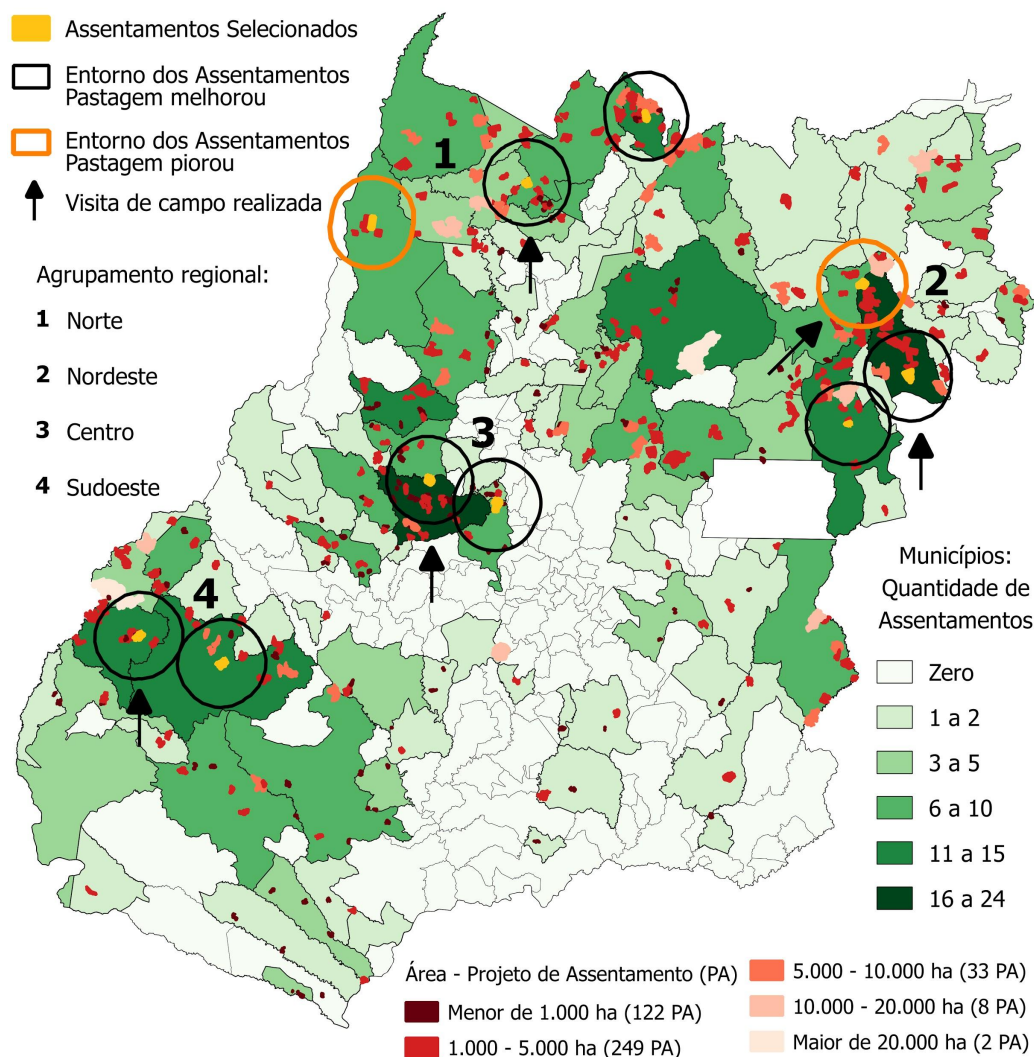 Assentamentos Selecionados
Entorno dos Assentamentos
Pastagem melhorou
Entorno dos Assentamentos
Pastagem piorou
Visita de campo realizada
Agrupamento regional:
1 Norte
2 Nordeste
3 Centro
4 Sudoeste
1
2
3
4
Municípios:
Quantidade de
Assentamentos
Zero
1 a 2
3 a 5
6 a 10
11 a 15
16 a 24
Área - Projeto de Assentamento (PA)
Menor de 1.000 ha (122 PA)
1.000 - 5.000 ha (249 PA)
5.000 - 10.000 ha (33 PA)
10.000 - 20.000 ha (8 PA)
Maior de 20.000 ha (2 PA)